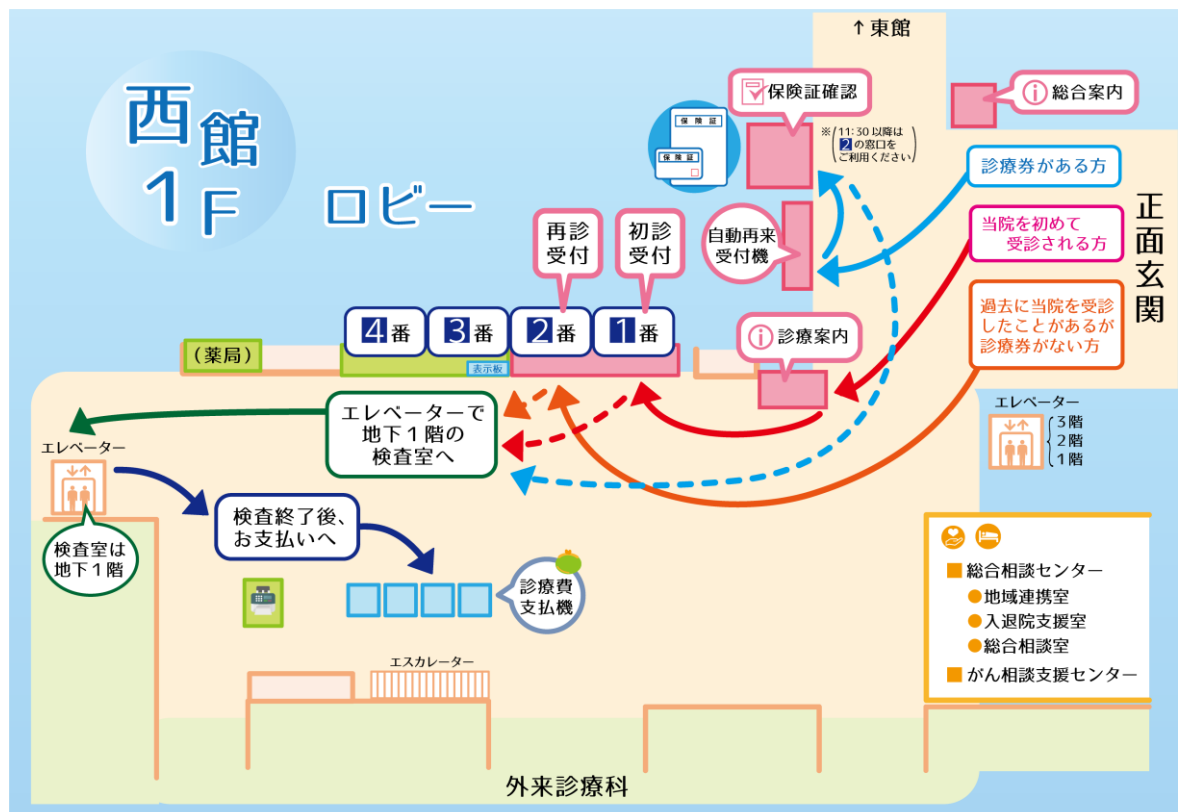 西館
1F
ロビー
↑東館
保険証確認
総合案内
保険証
保険証
※(11:30以降は
2の窓口を
ご利用ください)
診療券がある方
正面玄関
当院を初めて
受診される方
自動再来
受付機
再診
受付
初診
受付
過去に当院を受診
したことがあるが
診療券がない方
4番
3番
2番
1番
診療案内
(薬局)
表示板
エレベーターで
地下1階の
検査室へ
エレベーター
3階
2階
1階
エレベーター
検査終了後、
お支払いへ
検査室は
地下1階
診療費
支払機
総合相談センター
地域連携室
入退院支援室
総合相談室
がん相談支援センター
エスカレーター
外来診療科